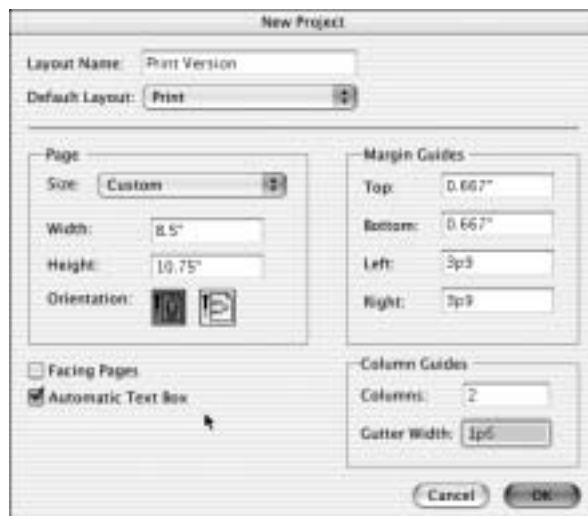 New Project
Layout Name: Print Version
Default Layout: Print
Page
Size: Custom
Width: 8.5"
Height: 10.75"
Orientation:
Facing Pages
Automatic Text Box
Margin Guides
Top: 0.667"
Bottom: 0.667"
Left: 3p9
Right: 3p9
Column Guides
Columns: 2
Gutter Width: 1p6
Cancel
OK